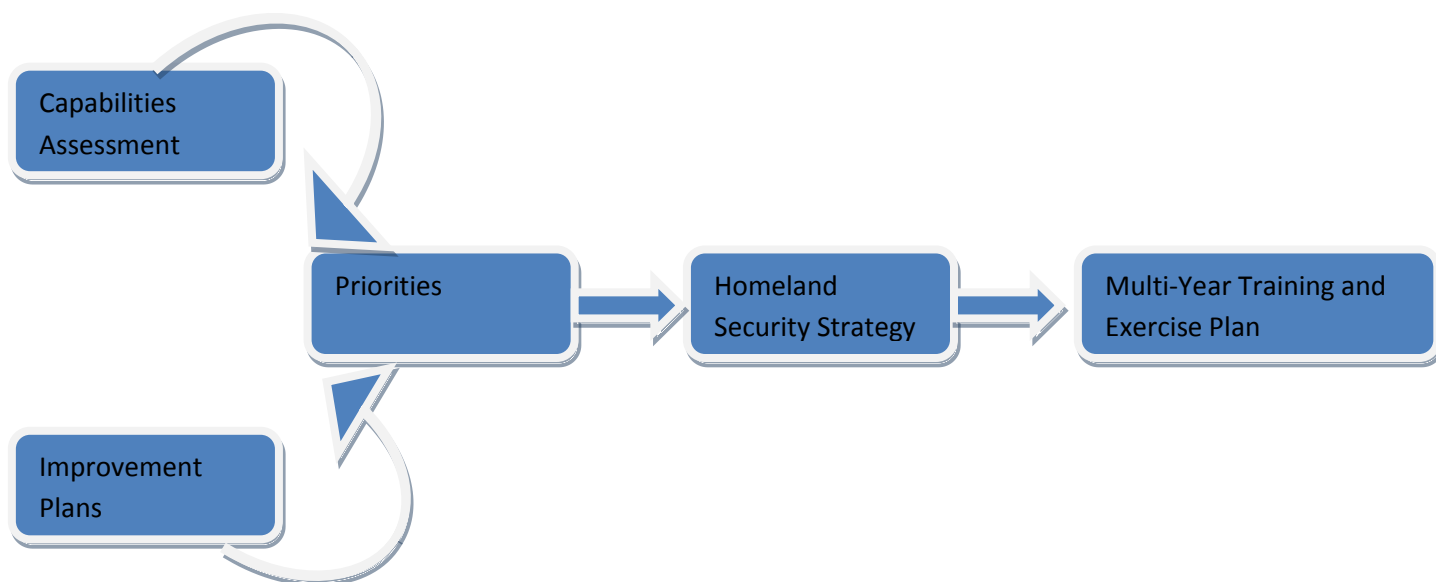 Capabilities
Assessment
Priorities
Homeland
Security Strategy
Multi-Year Training and
Exercise Plan
Improvement
Plans